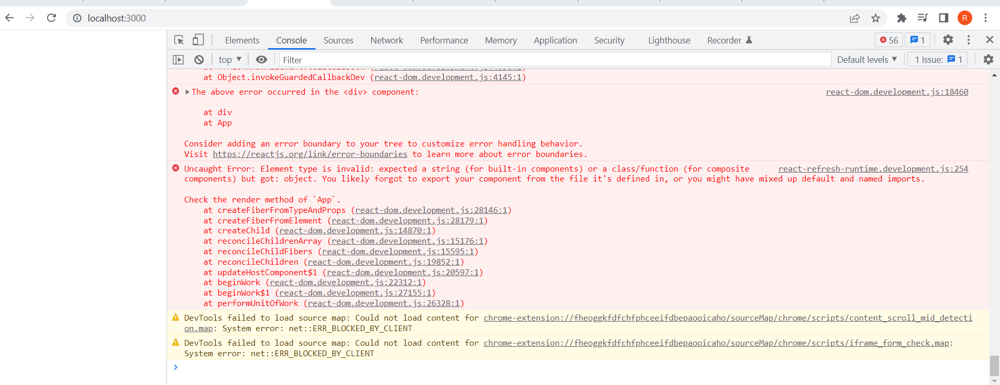 localhost:3000
R
Elements Console Sources Network Performance Memory Application Security Lighthouse Recorder 56 1
top Filter Default levels 1 Issue: 1
at Object.invokeGuardedCallbackDev (react-dom.development.js:4145:1)
The above error occurred in the <div> component: react-dom.development.js:18460
at div
at App
Consider adding an error boundary to your tree to customize error handling behavior.
Visit https://reactjs.org/link/error-boundaries to learn more about error boundaries.
Uncaught Error: Element type is invalid: expected a string (for built-in components) or a class/function (for composite react-refresh-runtime.development.js:254
components) but got: object. You likely forgot to export your component from the file it's defined in, or you might have mixed up default and named imports.
Check the render method of `App`.
at createFiberFromTypeAndProps (react-dom.development.js:28146:1)
at createFiberFromElement (react-dom.development.js:28179:1)
at createChild (react-dom.development.js:14870:1)
at reconcileChildrenArray (react-dom.development.js:15176:1)
at reconcileChildFibers (react-dom.development.js:15595:1)
at reconcileChildren (react-dom.development.js:19852:1)
at updateHostComponent$1 (react-dom.development.js:20597:1)
at beginWork (react-dom.development.js:22312:1)
at beginWork$1 (react-dom.development.js:27155:1)
at performUnitOfWork (react-dom.development.js:26328:1)
DevTools failed to load source map: Could not load content for chrome-extension://fheoggkfdfchfphceeifdbepaooicaho/sourceMap/chrome/scripts/content_scroll_mid_detecti
on.map: System error: net::ERR_BLOCKED_BY_CLIENT
DevTools failed to load source map: Could not load content for chrome-extension://fheoggkfdfchfphceeifdbepaooicaho/sourceMap/chrome/scripts/iframe_form_check.map:
System error: net::ERR_BLOCKED_BY_CLIENT